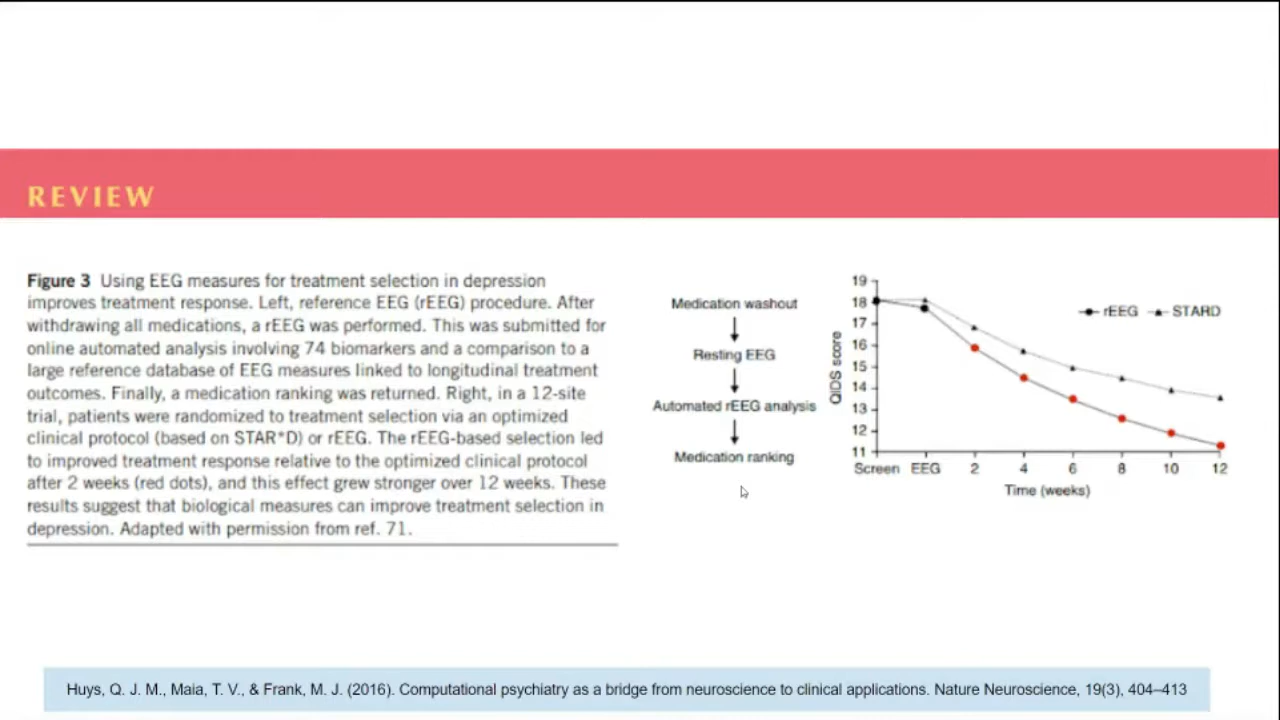 REVIEW
Figure 3 Using EEG measures for treatment selection in depression
improves treatment response. Left, reference EEG (rEEG) procedure. After
withdrawing all medications, a rEEG was performed. This was submitted for
online automated analysis involving 74 biomarkers and a comparison to a
large reference database of EEG measures linked to longitudinal treatment
outcomes. Finally, a medication ranking was returned. Right, in a 12-site
trial, patients were randomized to treatment selection via an optimized
clinical protocol (based on STAR*D) or rEEG. The rEEG-based selection led
to improved treatment response relative to the optimized clinical protocol
after 2 weeks (red dots), and this effect grew stronger over 12 weeks. These
results suggest that biological measures can improve treatment selection in
depression. Adapted with permission from ref. 71.
Medication washout
Resting EEG
Automated rEEG analysis
Medication ranking
QIDS score
19
18
17
16
15
14
13
12
11
rEEG STARD
Screen EEG 2 4 6 8 10 12
Time (weeks)
Huys, Q. J. M., Maia, T. V., & Frank, M. J. (2016). Computational psychiatry as a bridge from neuroscience to clinical applications. Nature Neuroscience, 19(3), 404–413